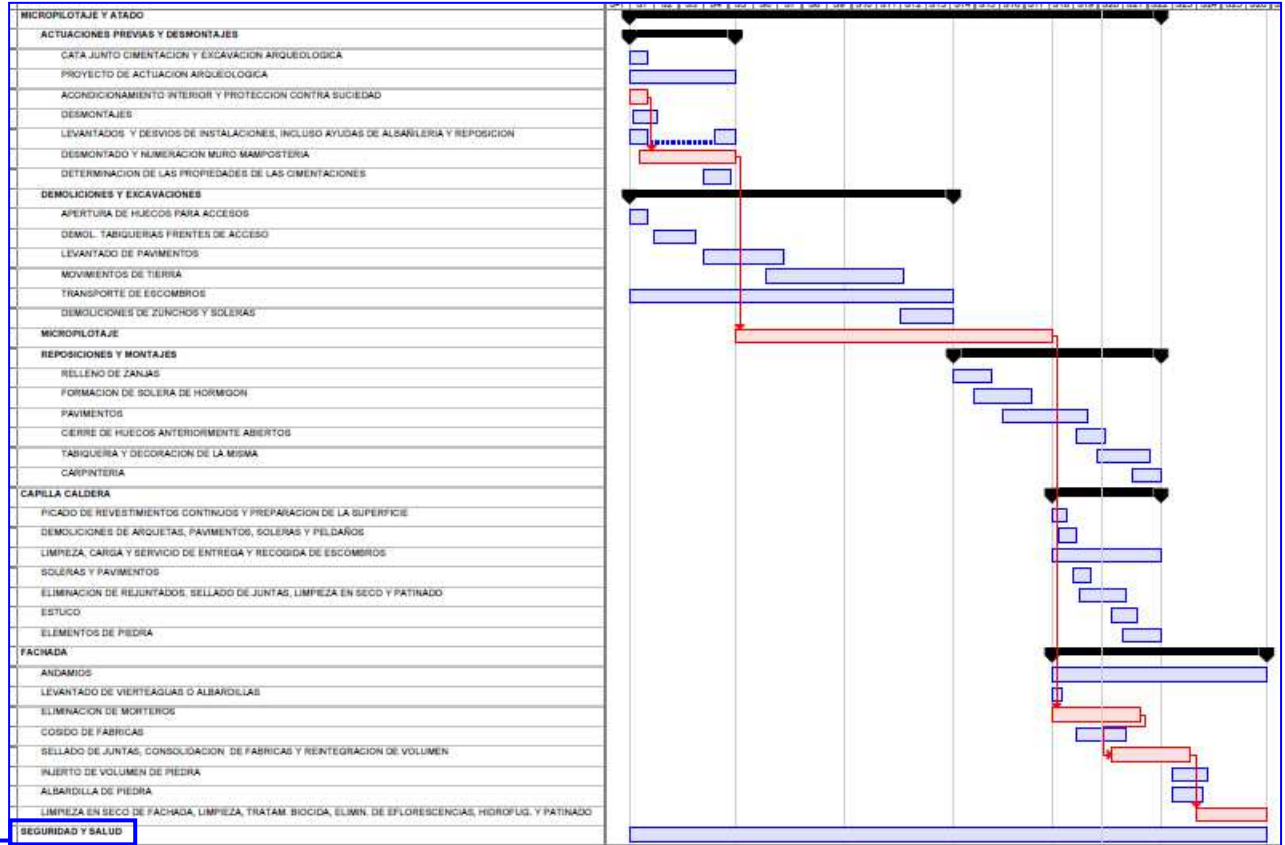 MICROPILOTAJE Y ATADO
ACTUACIONES PREVIAS Y DESMONTAJES
CATA JUNTO CIMENTACION Y EXCAVACION ARQUEOLOGICA
PROYECTO DE ACTUACION ARQUEOLOGICA
ACONDICIONAMIENTO INTERIOR Y PROTECCION CONTRA SUCIEDAD
DESMONTAJES
LEVANTADOS Y DESVIOS DE INSTALACIONES, INCLUSO AYUDAS DE ALBAÑILERIA Y REPOSICION
DESMONTADO Y NUMERACION MURO MAMPOSTERIA
DETERMINACION DE LAS PROPIEDADES DE LAS CIMENTACIONES
DEMOLICIONES Y EXCAVACIONES
APERTURA DE HUECOS PARA ACCESOS
DEMOL. TABIQUERIAS FRENTES DE ACCESO
LEVANTADO DE PAVIMENTOS
MOVIMIENTOS DE TIERRA
TRANSPORTE DE ESCOMBROS
DEMOLICIONES DE ZUNCHOS Y SOLERAS
MICROPILOTAJE
REPOSICIONES Y MONTAJES
RELLENO DE ZANJAS
FORMACION DE SOLERA DE HORMIGON
PAVIMENTOS
CIERRE DE HUECOS ANTERIORMENTE ABIERTOS
TABIQUERIA Y DECORACION DE LA MISMA
CARPINTERIA
CAPILLA CALDERA
PICADO DE REVESTIMIENTOS CONTINUOS Y PREPARACION DE LA SUPERFICIE
DEMOLICIONES DE ARQUETAS, PAVIMENTOS, SOLERAS Y PELDAÑOS
LIMPIEZA, CARGA Y SERVICIO DE ENTREGA Y RECOGIDA DE ESCOMBROS
SOLERAS Y PAVIMENTOS
ELIMINACION DE REJUNTADOS, SELLADO DE JUNTAS, LIMPIEZA EN SECO Y PATINADO
ESTUCO
ELEMENTOS DE PIEDRA
FACHADA
ANDAMIOS
LEVANTADO DE VIERTEAGUAS O ALBARDILLAS
ELIMINACION DE MORTEROS
COSIDO DE FABRICAS
SELLADO DE JUNTAS, CONSOLIDACION DE FABRICAS Y REINTEGRACION DE VOLUMEN
INJERTO DE VOLUMEN DE PIEDRA
ALBARDILLA DE PIEDRA
LIMPIEZA EN SECO DE FACHADA, LIMPIEZA, TRATAM. BIOCIDA, ELIMIN. DE EFLORESCENCIAS, HIDROFUG. Y PATINADO
SEGURIDAD Y SALUD